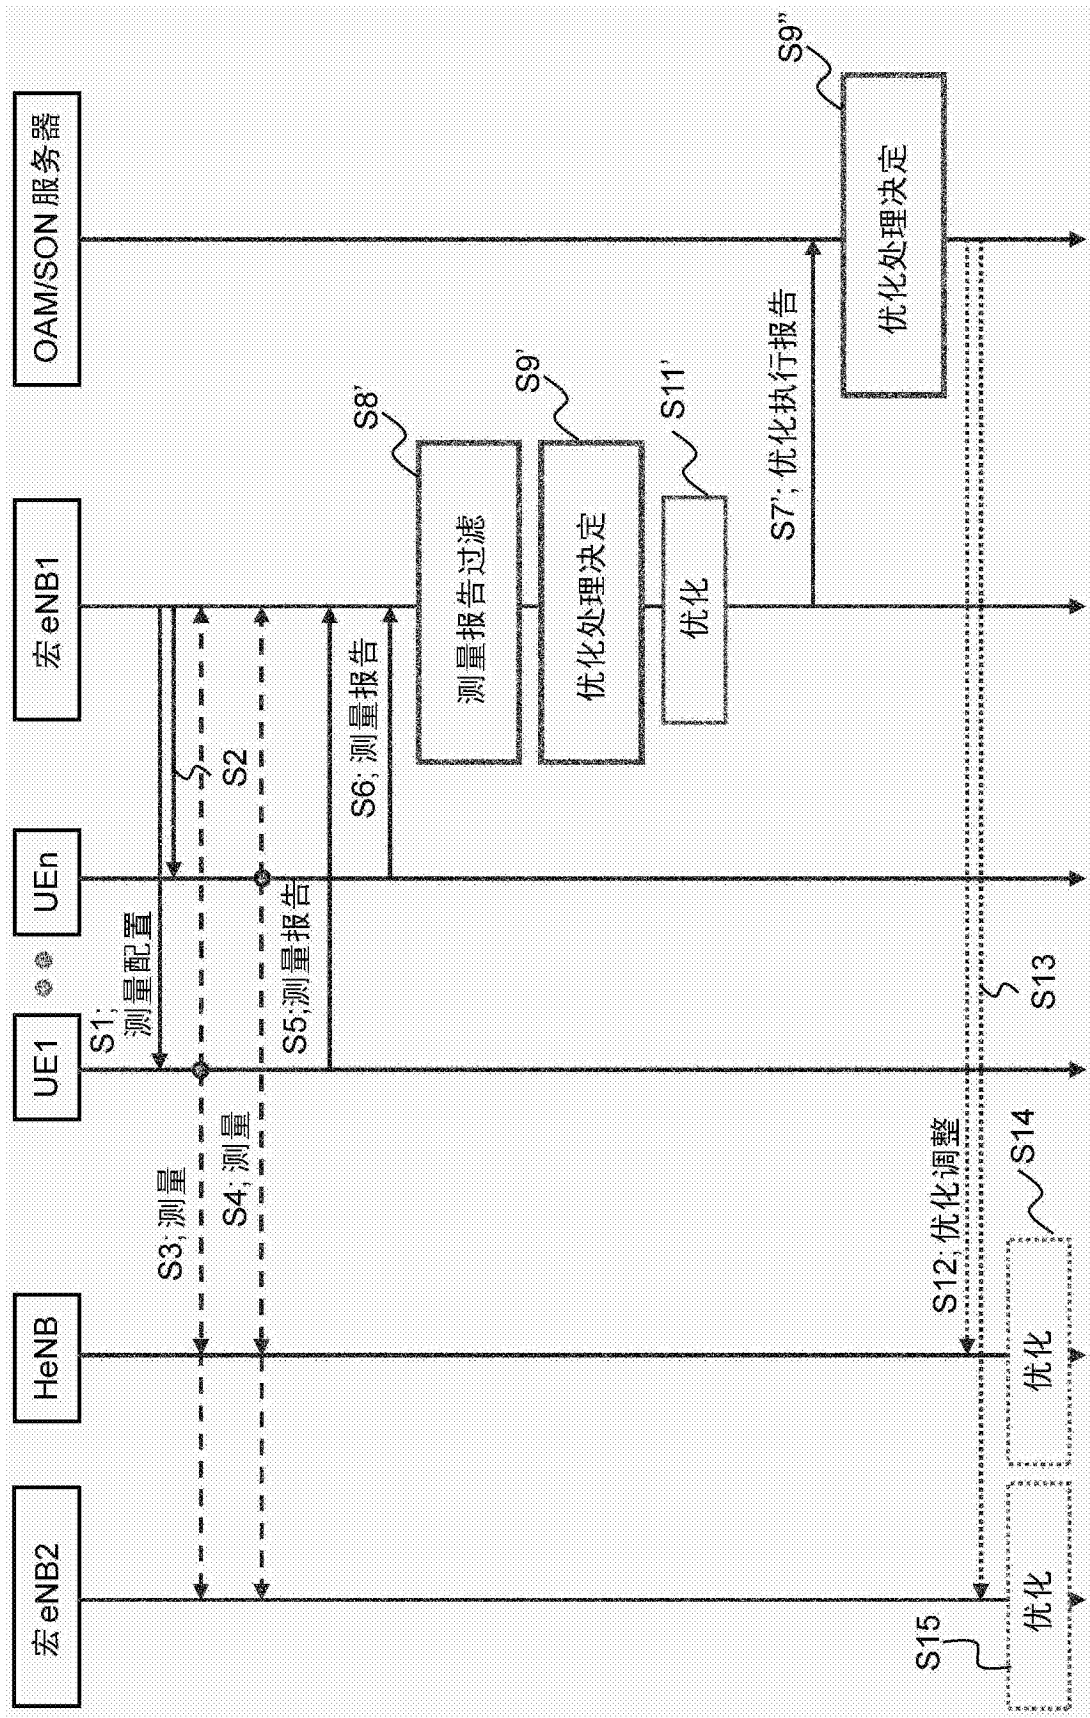 宏 eNB2
HeNB
UE1
UEn
宏 eNB1
OAM/SON 服务器
S1;
测量配置
S2
S3; 测量
S4; 测量
S5;测量报告
S6; 测量报告
S8'
测量报告过滤
S9'
优化处理决定
S11'
优化
S7'; 优化执行报告
S9"
优化处理决定
S12; 优化调整
S13
S14
优化
S15
优化